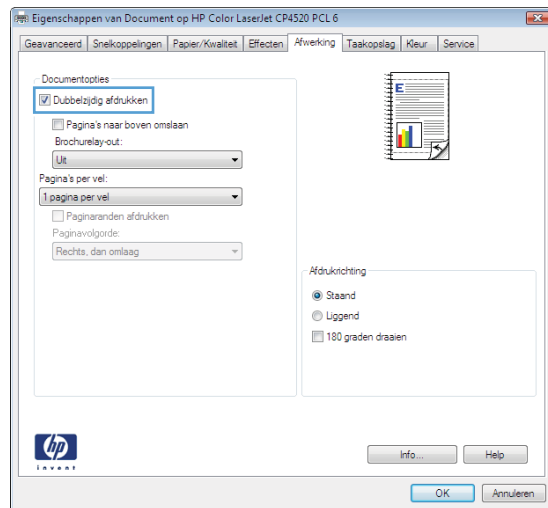 Eigenschappen van Document op HP Color LaserJet CP4520 PCL 6
Geavanceerd Snelkoppelingen Papier/Kwaliteit Effecten Afwerking Taakopslag Kleur Service
Documentopties
Dubbelzijdig afdrukken
Pagina's naar boven omslaan
Brochurelay-out:
Uit
Pagina's per vel:
1 pagina per vel
Paginaranden afdrukken
Paginavolgorde:
Rechts, dan omlaag
E
Afdrukrichting
Staand
Liggend
180 graden draaien
hp
invent
Info... Help
OK Annuleren